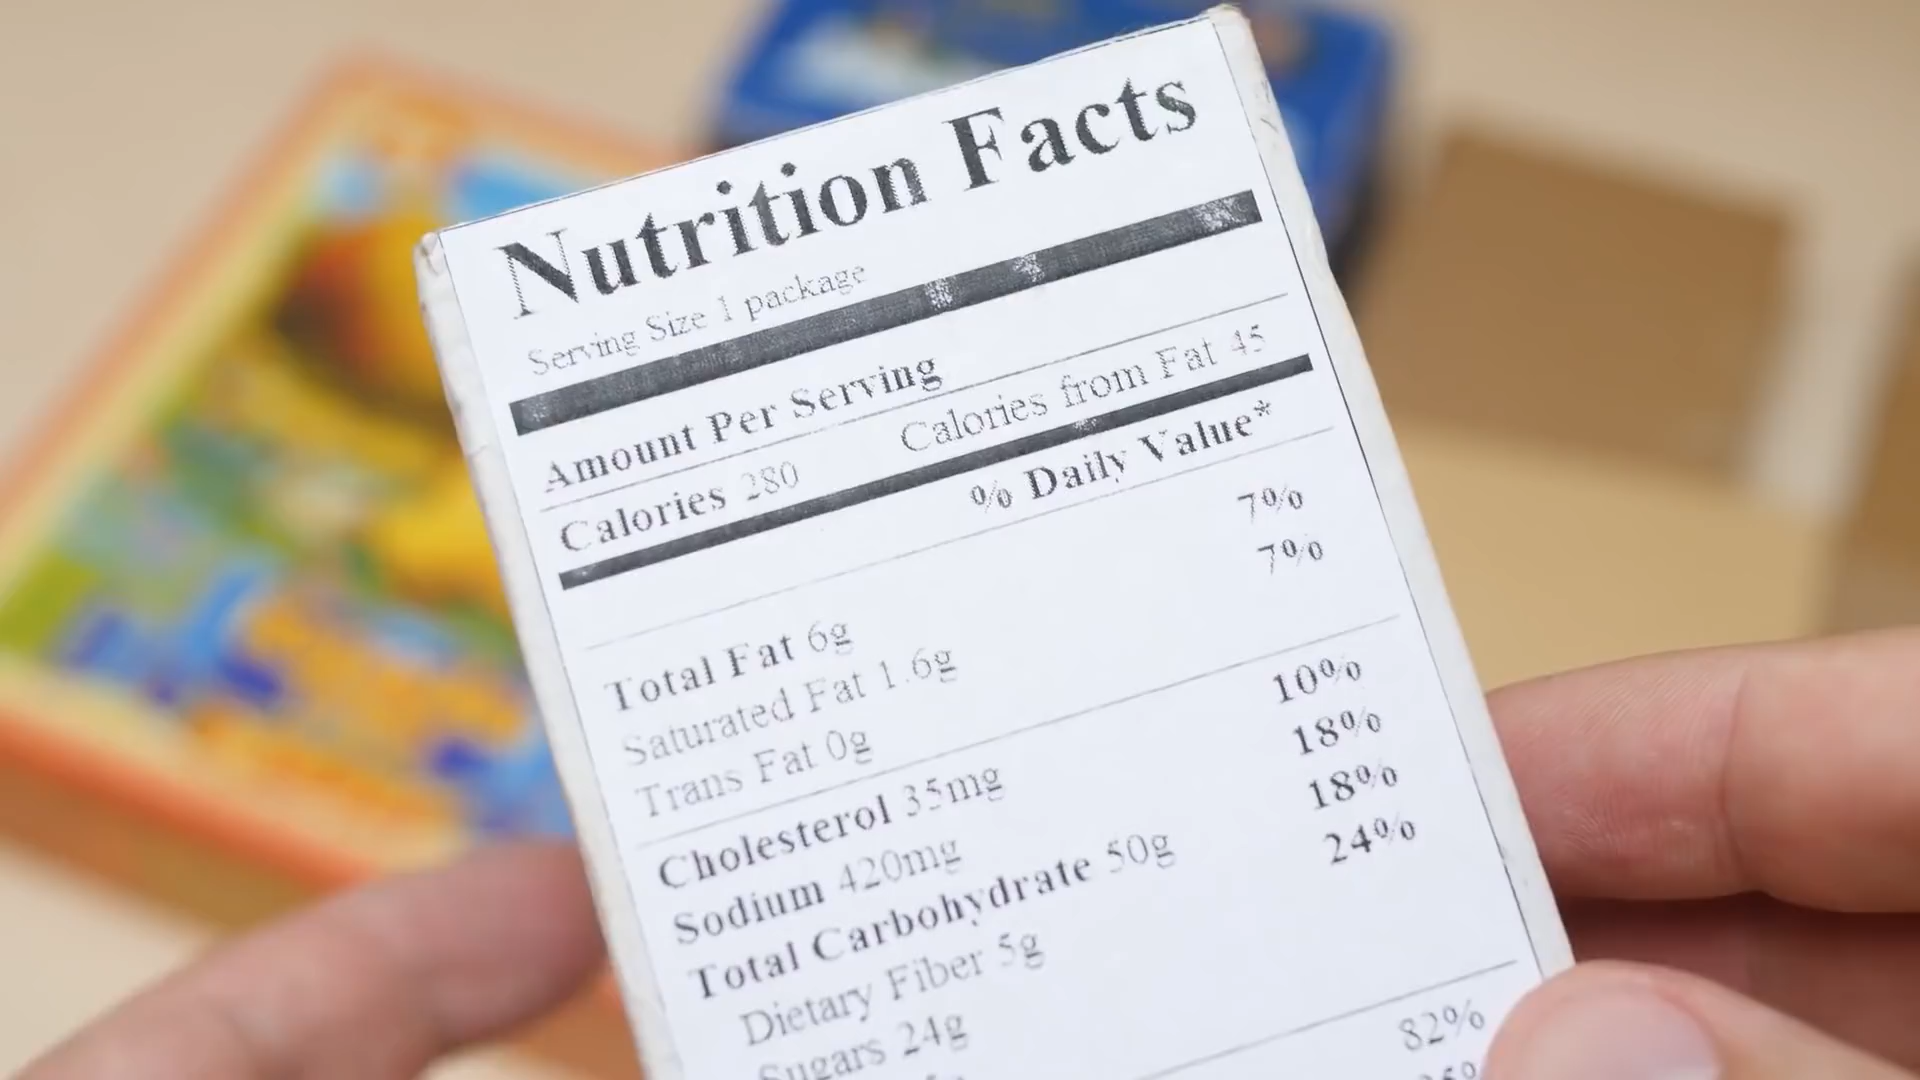 Nutrition Facts
Serving Size 1 package
Amount Per Serving
Calories 280 Calories from Fat 45
% Daily Value*
Total Fat 6g 7%
Saturated Fat 1.6g 7%
Trans Fat 0g
Cholesterol 35mg 10%
Sodium 420mg 18%
Total Carbohydrate 50g 18%
Dietary Fiber 5g 24%
Sugars 24g
82%